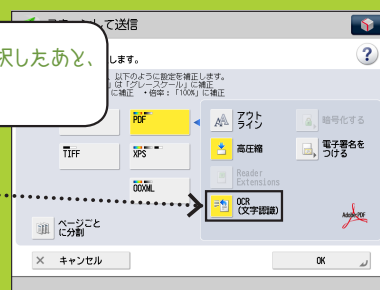 して送信
択したあと、
します。
以下のように設定を補正します。
」は「グレースケール」に補正
に補正 ・倍率:「100%」に補正
PDF
アウト
ライン
暗号化する
TIFF
XPS
高圧縮
電子署名を
つける
Reader
Extensions
OOXML
OCR
(文字認識)
Adobe PDF
ページごと
に分割
キャンセル
OK